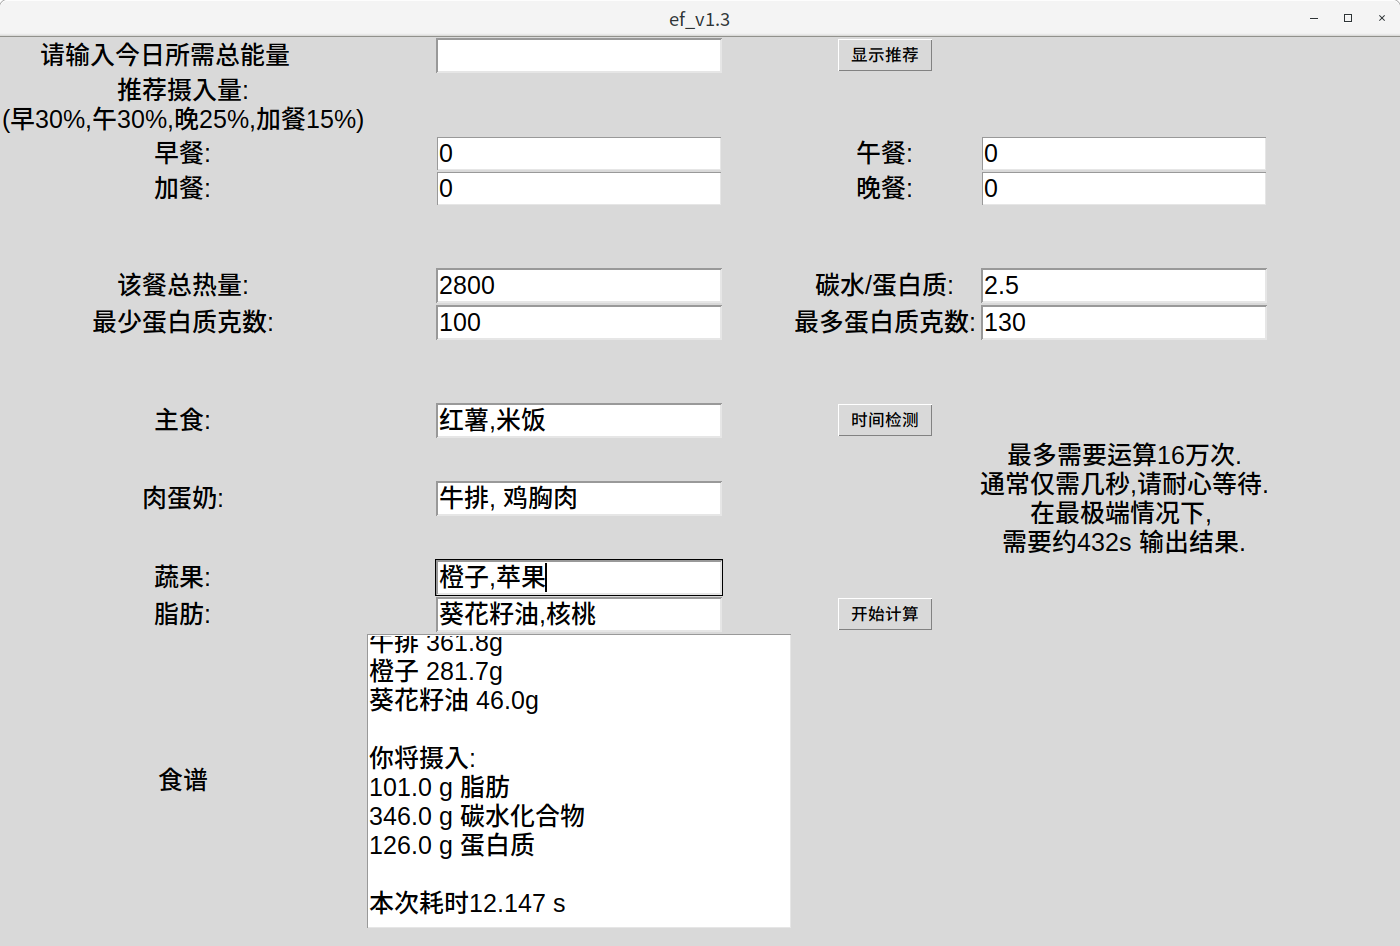 ef_v1.3
请输入今日所需总能量
显示推荐
推荐摄入量:
(早30%,午30%,晚25%,加餐15%)
早餐: 0 午餐: 0
加餐: 0 晚餐: 0
该餐总热量: 2800 碳水/蛋白质: 2.5
最少蛋白质克数: 100 最多蛋白质克数: 130
主食: 红薯,米饭 时间检测
最多需要运算16万次.
通常仅需几秒,请耐心等待.
在最极端情况下,
需要约432s 输出结果.
肉蛋奶: 牛排, 鸡胸肉
蔬果: 橙子,苹果
脂肪: 葵花籽油,核桃 开始计算
食谱
牛排 361.8g
橙子 281.7g
葵花籽油 46.0g
你将摄入:
101.0 g 脂肪
346.0 g 碳水化合物
126.0 g 蛋白质
本次耗时12.147 s